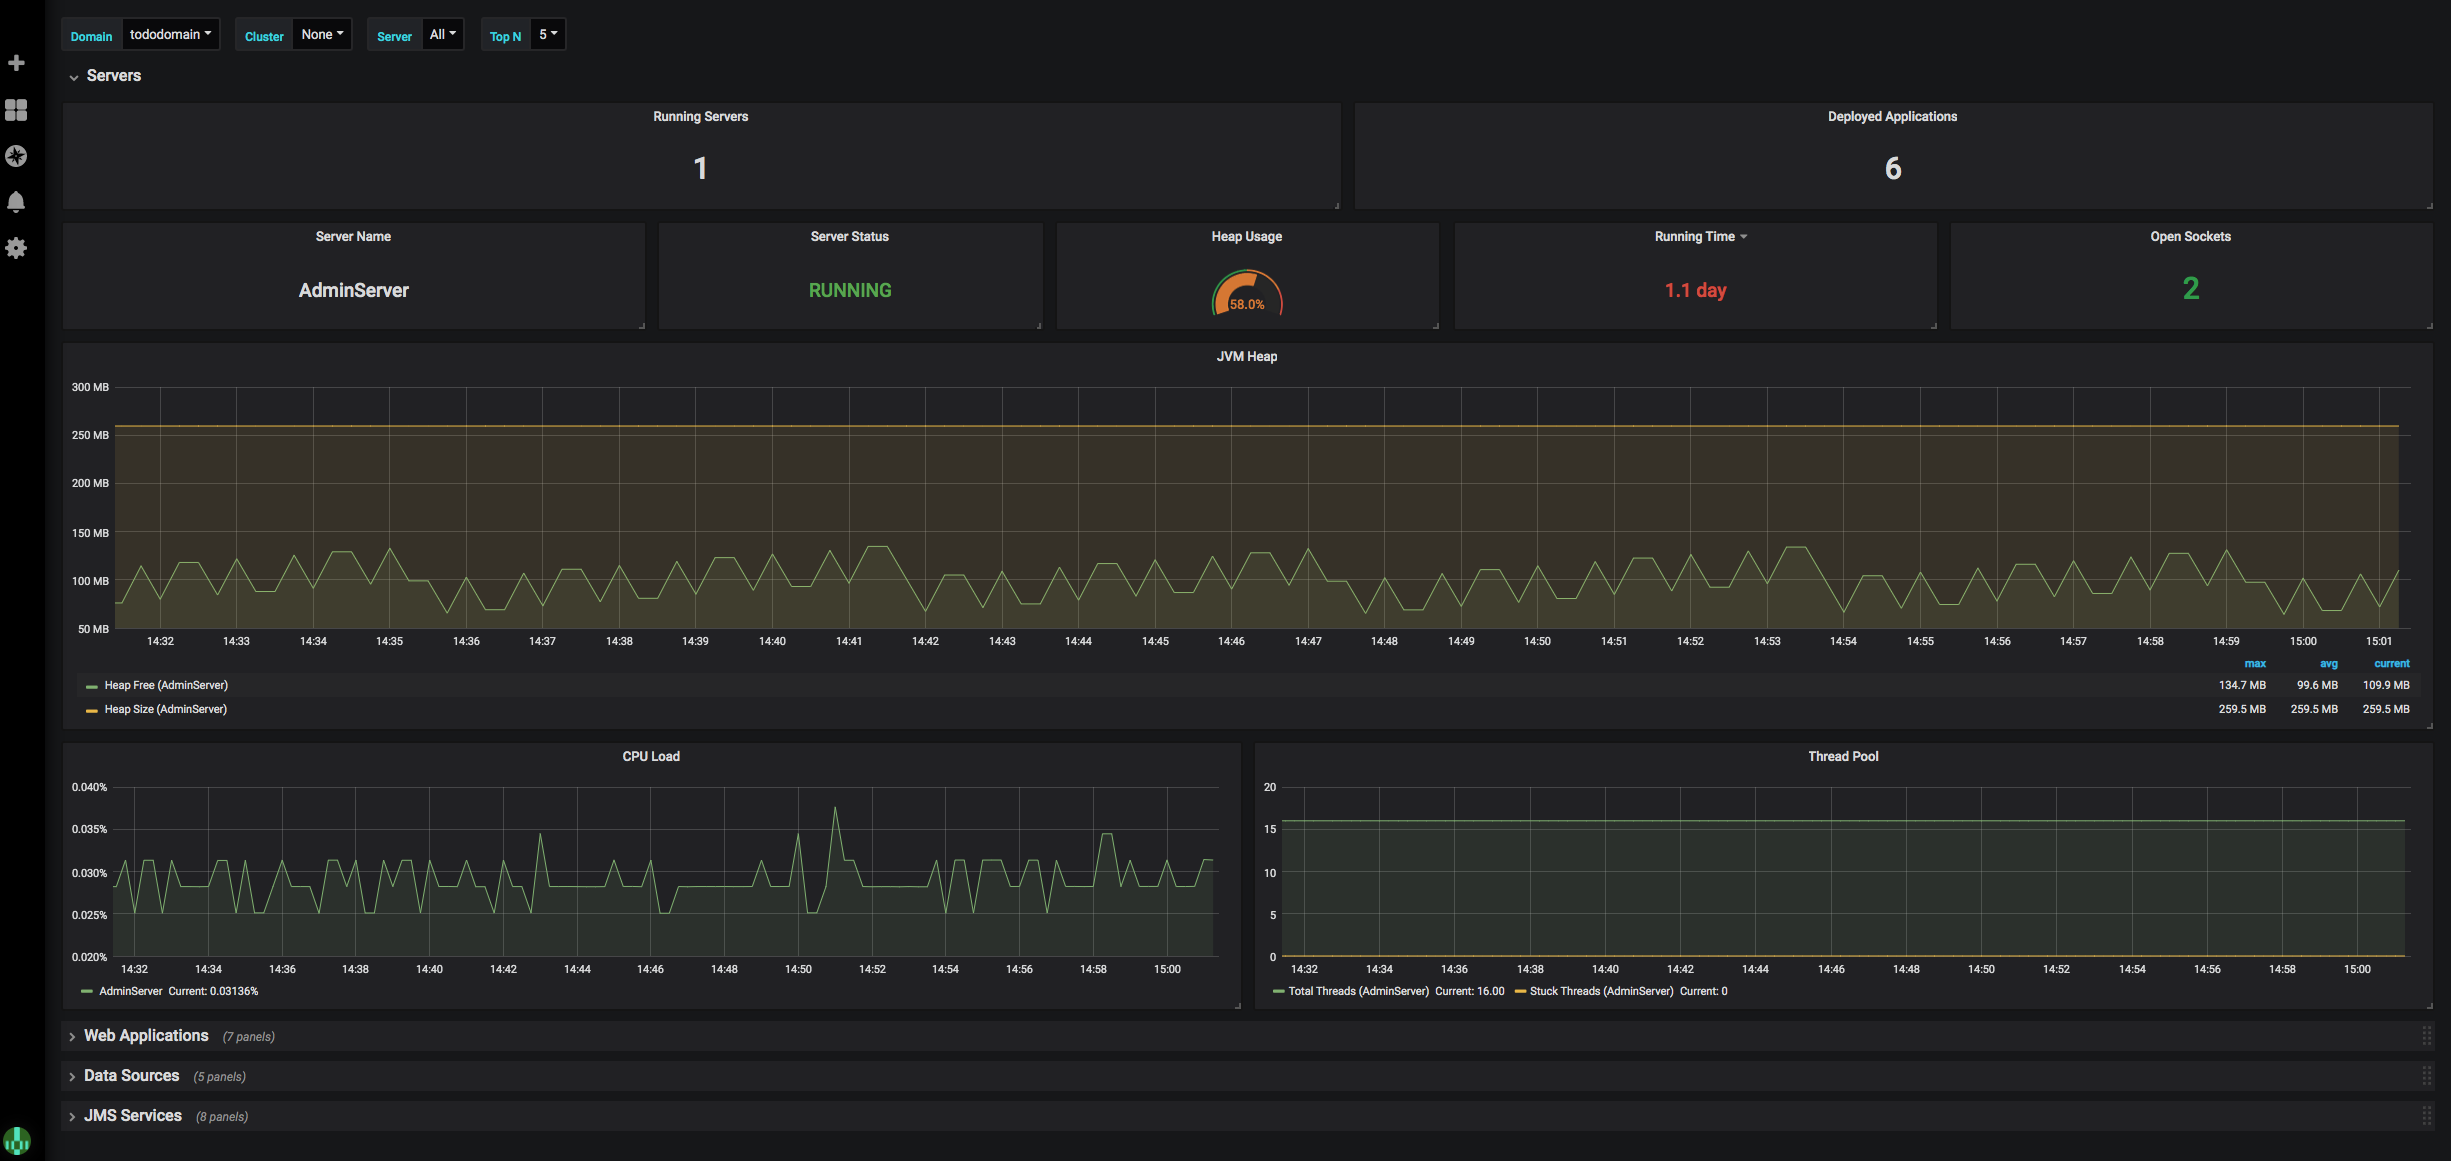 Domain tododomain Cluster None Server All Top N 5
Servers
Running Servers Deployed Applications
1 6
Server Name Server Status Heap Usage Running Time Open Sockets
AdminServer RUNNING 58.0% 1.1 day 2
JVM Heap
300 MB
250 MB
200 MB
150 MB
100 MB
50 MB
14:32 14:33 14:34 14:35 14:36 14:37 14:38 14:39 14:40 14:41 14:42 14:43 14:44 14:45 14:46 14:47 14:48 14:49 14:50 14:51 14:52 14:53 14:54 14:55 14:56 14:57 14:58 14:59 15:00 15:01
max avg current
Heap Free (AdminServer) 134.7 MB 99.6 MB 109.9 MB
Heap Size (AdminServer) 259.5 MB 259.5 MB 259.5 MB
CPU Load
0.040%
0.035%
0.030%
0.025%
0.020%
14:32 14:34 14:36 14:38 14:40 14:42 14:44 14:46 14:48 14:50 14:52 14:54 14:56 14:58 15:00
AdminServer Current: 0.03136%
Thread Pool
20
15
10
5
0
14:32 14:34 14:36 14:38 14:40 14:42 14:44 14:46 14:48 14:50 14:52 14:54 14:56 14:58 15:00
Total Threads (AdminServer) Current: 16.00 Stuck Threads (AdminServer) Current: 0
Web Applications (7 panels)
Data Sources (5 panels)
JMS Services (8 panels)